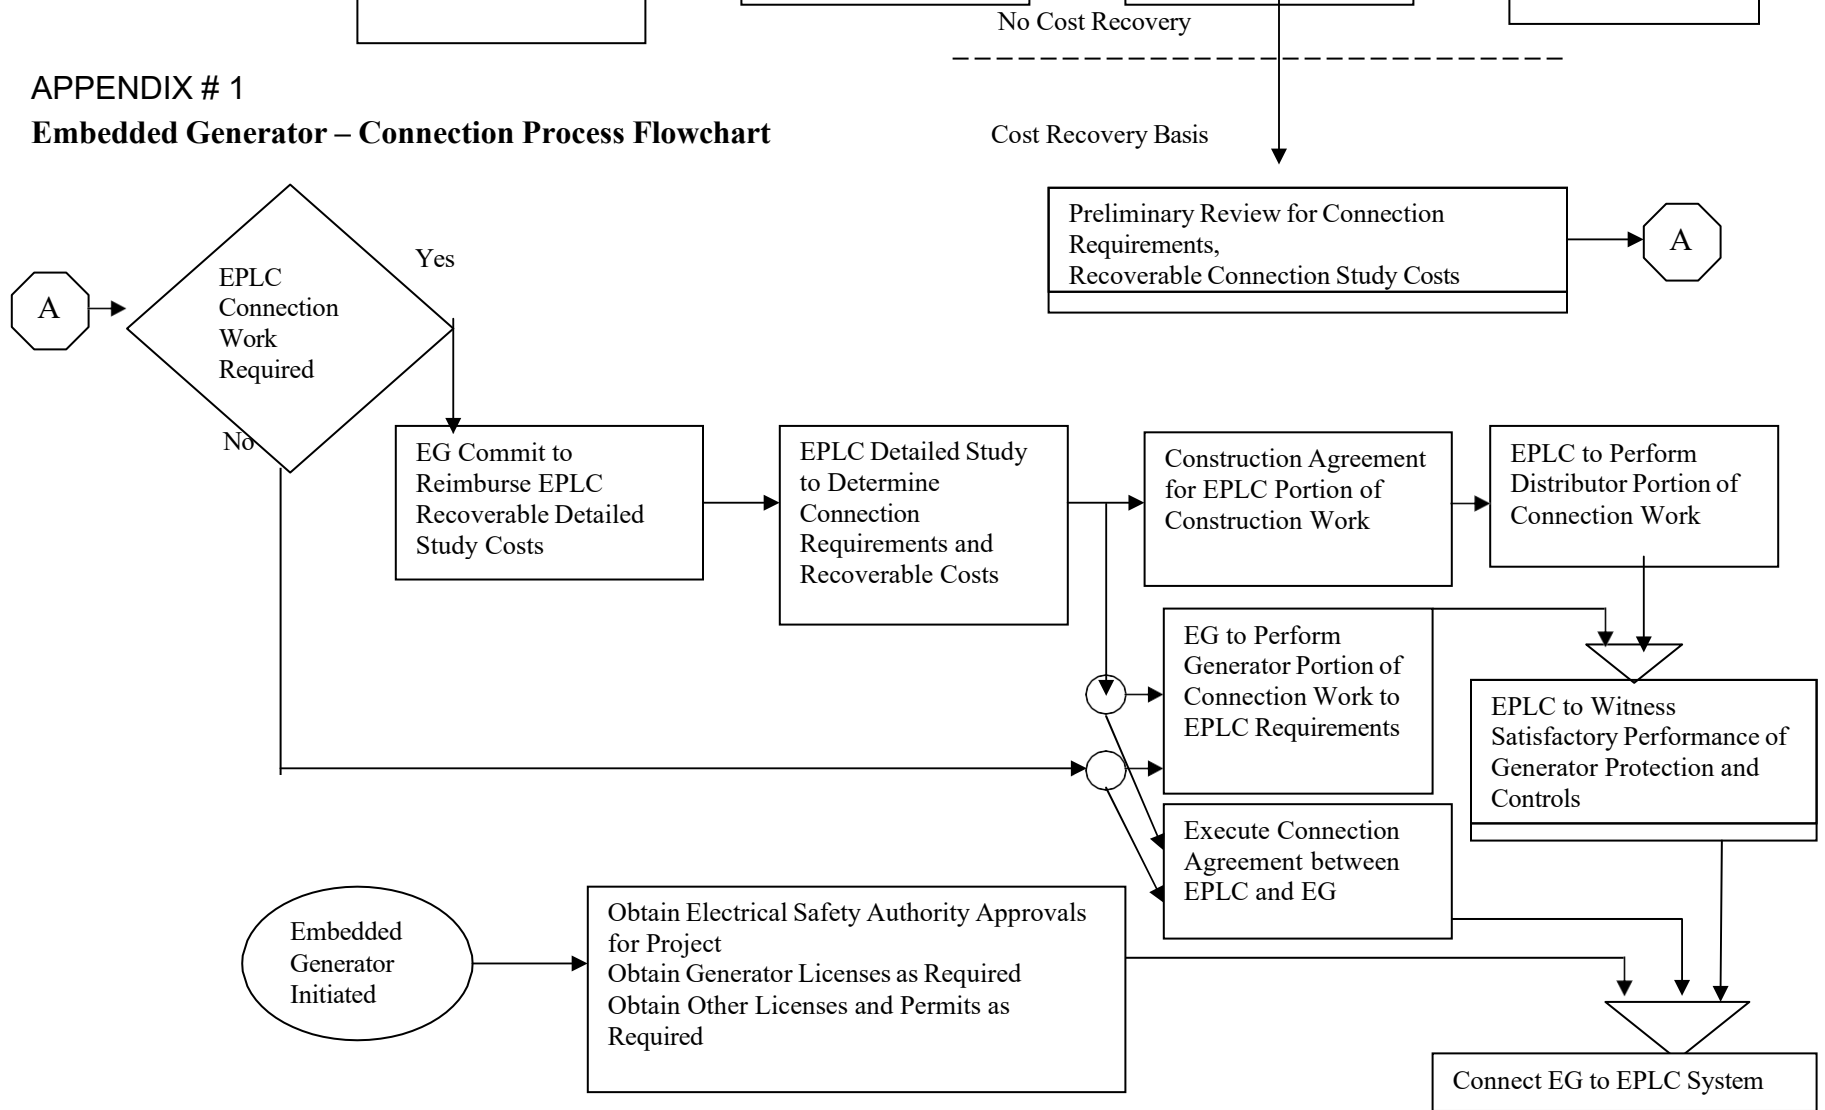 No Cost Recovery
APPENDIX # 1
Embedded Generator – Connection Process Flowchart
Cost Recovery Basis
Preliminary Review for Connection
Requirements,
Recoverable Connection Study Costs
A
Yes
A
EPLC
Connection
Work
Required
No
EG Commit to
Reimburse EPLC
Recoverable Detailed
Study Costs
EPLC Detailed Study
to Determine
Connection
Requirements and
Recoverable Costs
Construction Agreement
for EPLC Portion of
Construction Work
EPLC to Perform
Distributor Portion of
Connection Work
EG to Perform
Generator Portion of
Connection Work to
EPLC Requirements
EPLC to Witness
Satisfactory Performance of
Generator Protection and
Controls
Execute Connection
Agreement between
EPLC and EG
Embedded
Generator
Initiated
Obtain Electrical Safety Authority Approvals
for Project
Obtain Generator Licenses as Required
Obtain Other Licenses and Permits as
Required
Connect EG to EPLC System